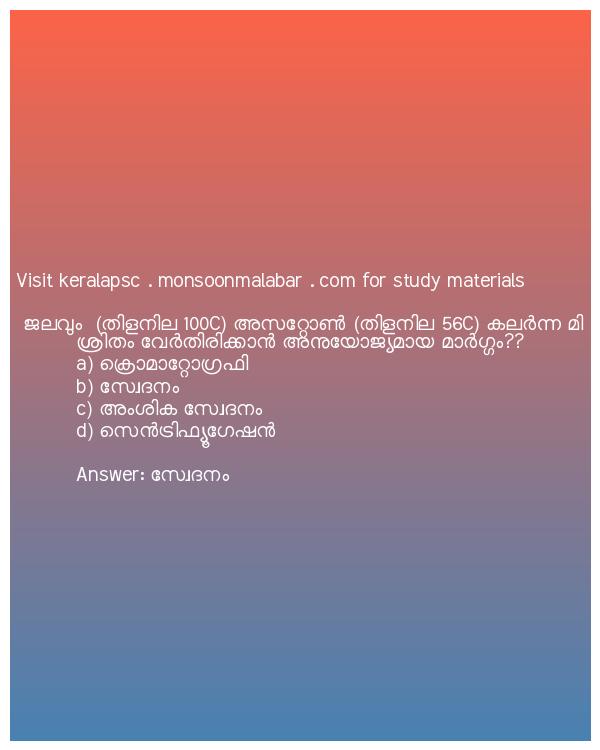 Visit keralapsc . monsoonmalabar . com for study materials
ജലവും (തിളനില 100C) അസറ്റോൺ (തിളനില 56C) കലർന്ന മി
ശ്രിതം വേർതിരിക്കാൻ അനുയോജ്യമായ മാർഗ്ഗം??
a) ക്രൊമാറ്റോഗ്രഫി
b) സ്വേദനം
c) അംശിക സ്വേദനം
d) സെൻട്രിഫ്യൂഗേഷൻ
Answer: സ്വേദനം